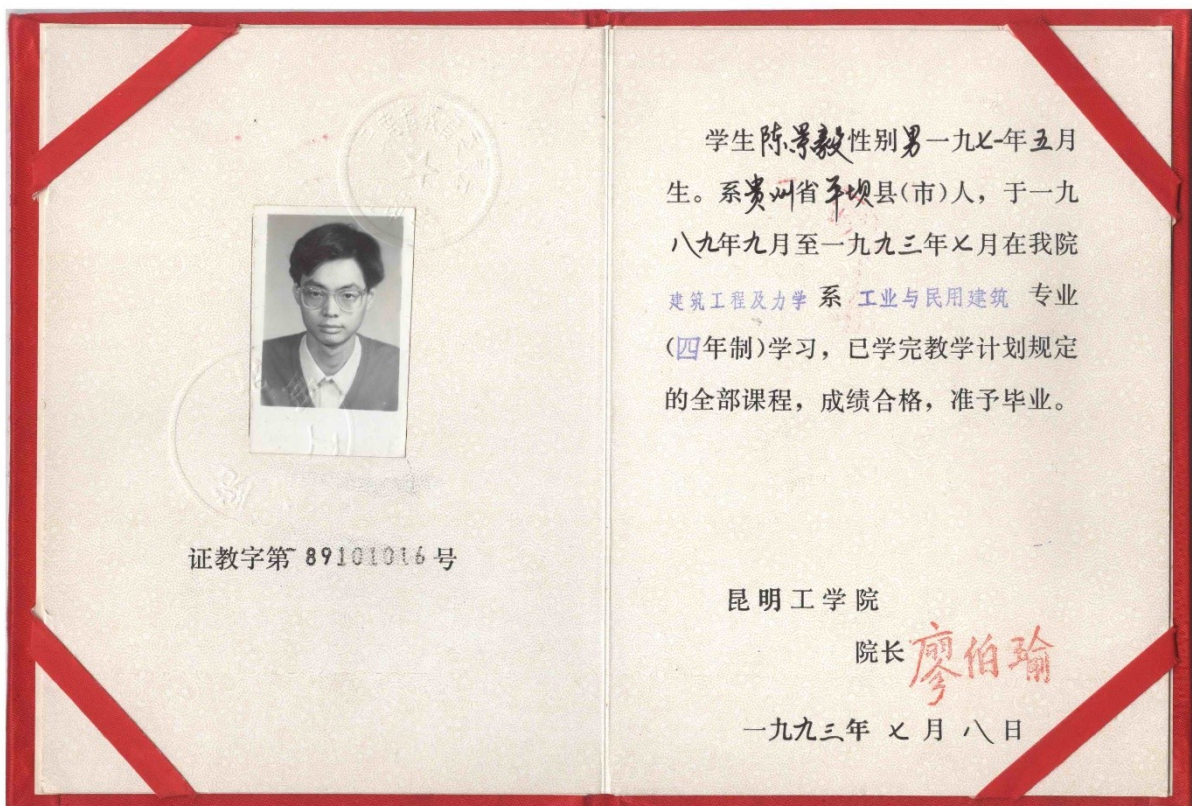 证教字第 89101016 号
学生陈景毅性别男一九七一年五月
生。系贵州省平坝县(市)人，于一九
八九年九月至一九九三年七月在我院
建筑工程及力学 系 工业与民用建筑 专业
(四年制)学习，已学完教学计划规定
的全部课程，成绩合格，准予毕业。
昆明工学院
院长 廖伯瑜
一九九三年 七 月 八 日